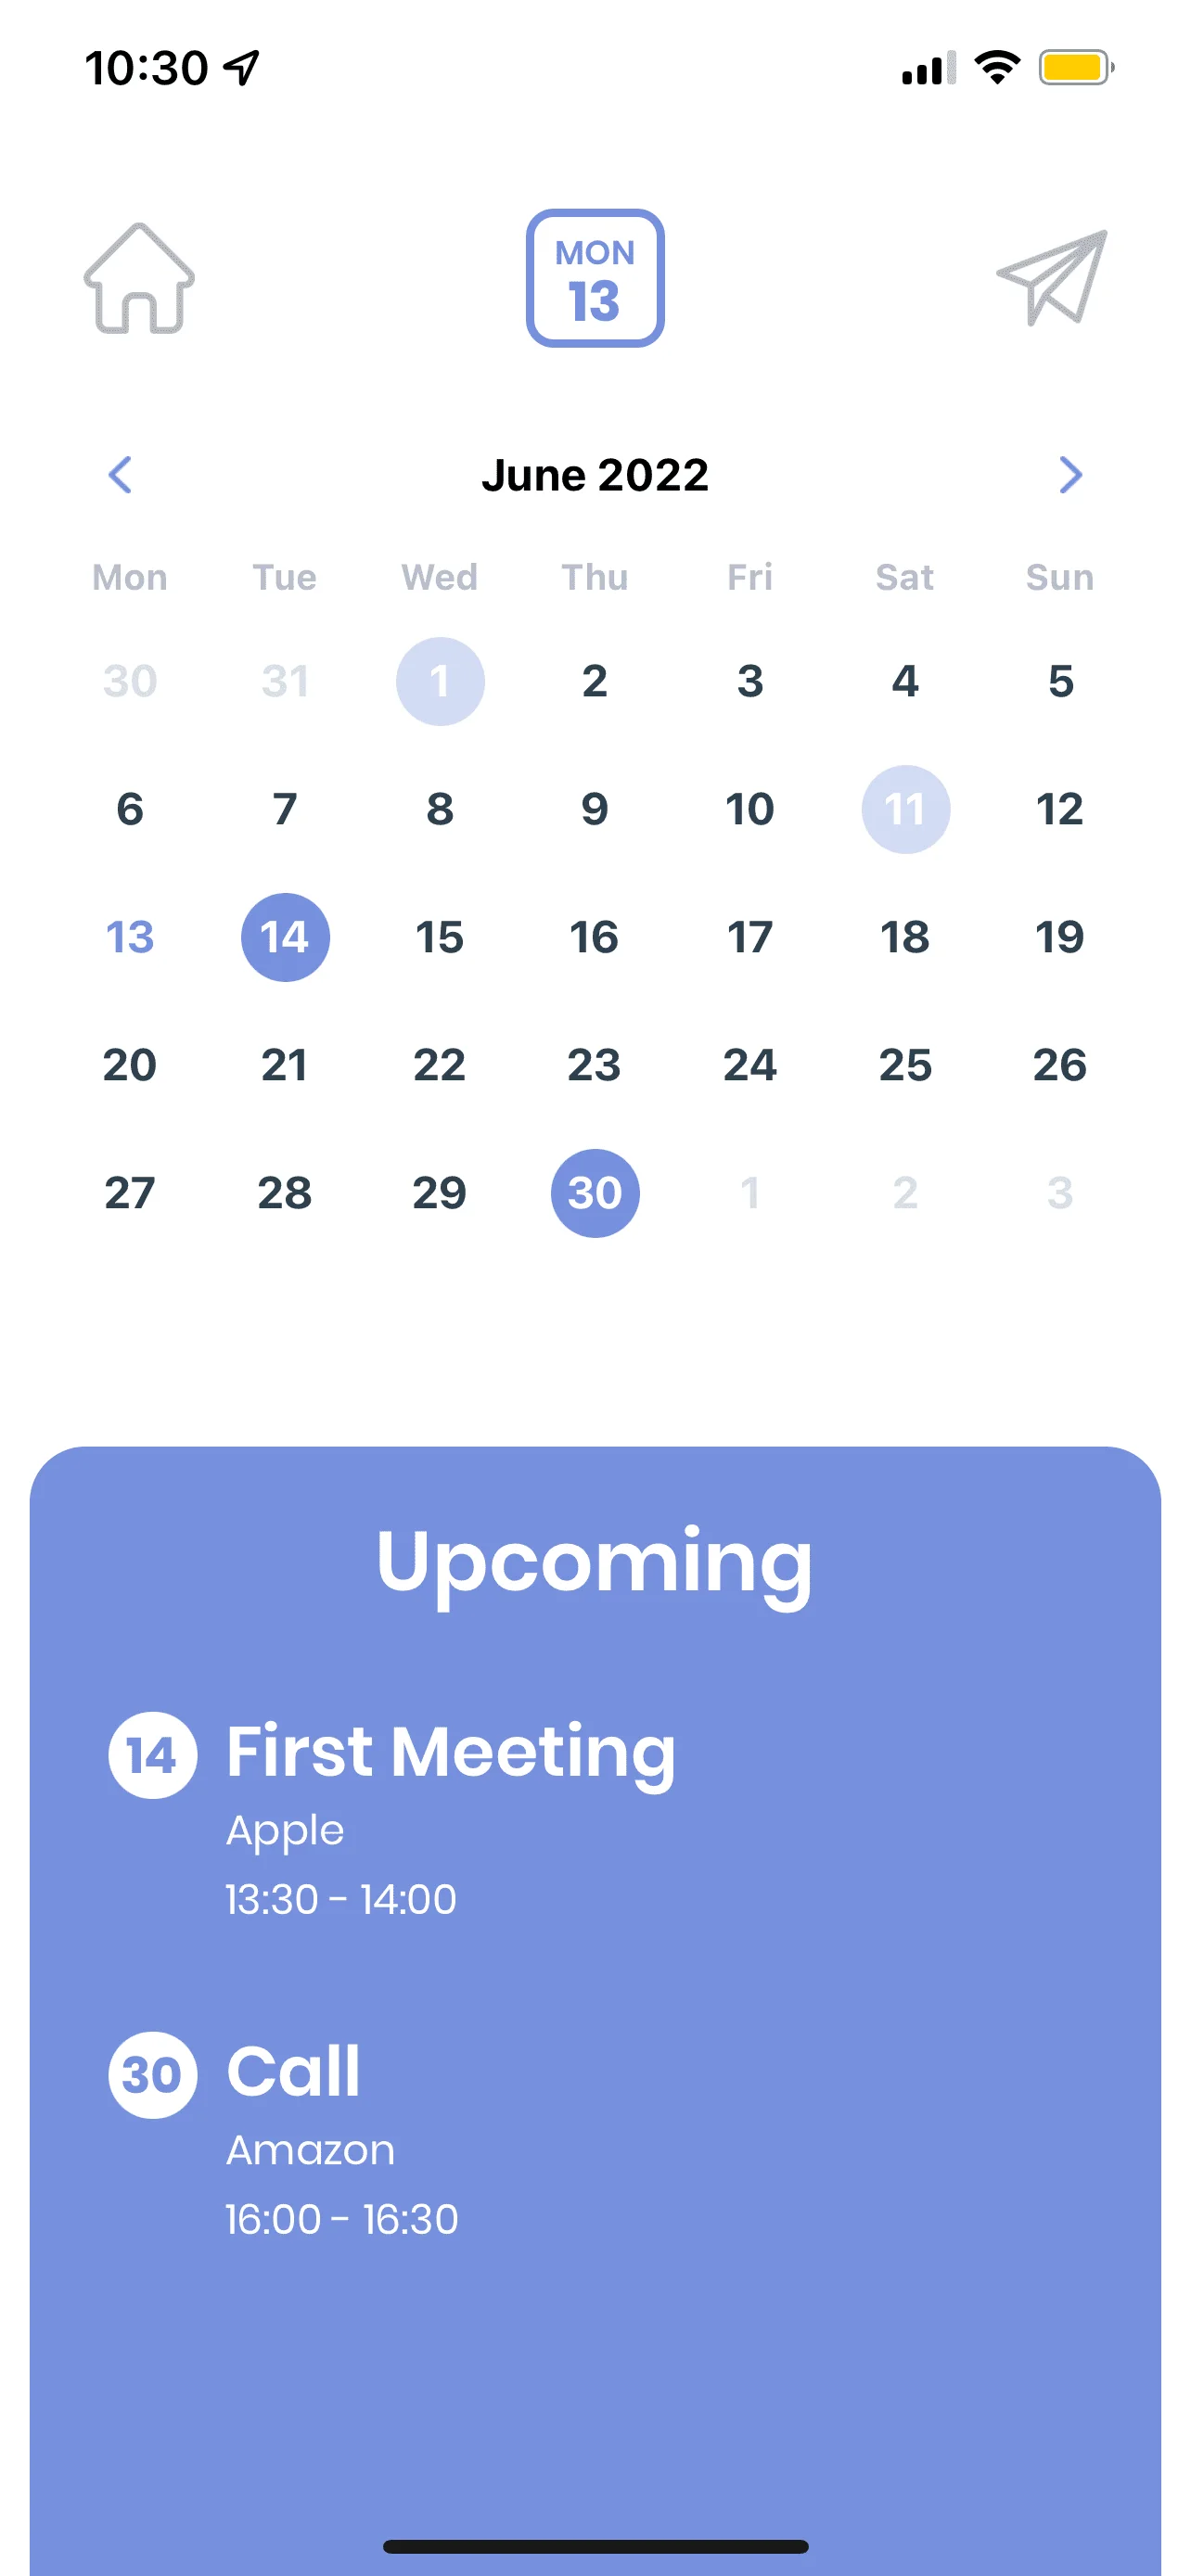 10:30
MON
13
June 2022
Mon Tue Wed Thu Fri Sat Sun
30 31 1 2 3 4 5
6 7 8 9 10 11 12
13 14 15 16 17 18 19
20 21 22 23 24 25 26
27 28 29 30 1 2 3
Upcoming
14 First Meeting
Apple
13:30 - 14:00
30 Call
Amazon
16:00 - 16:30